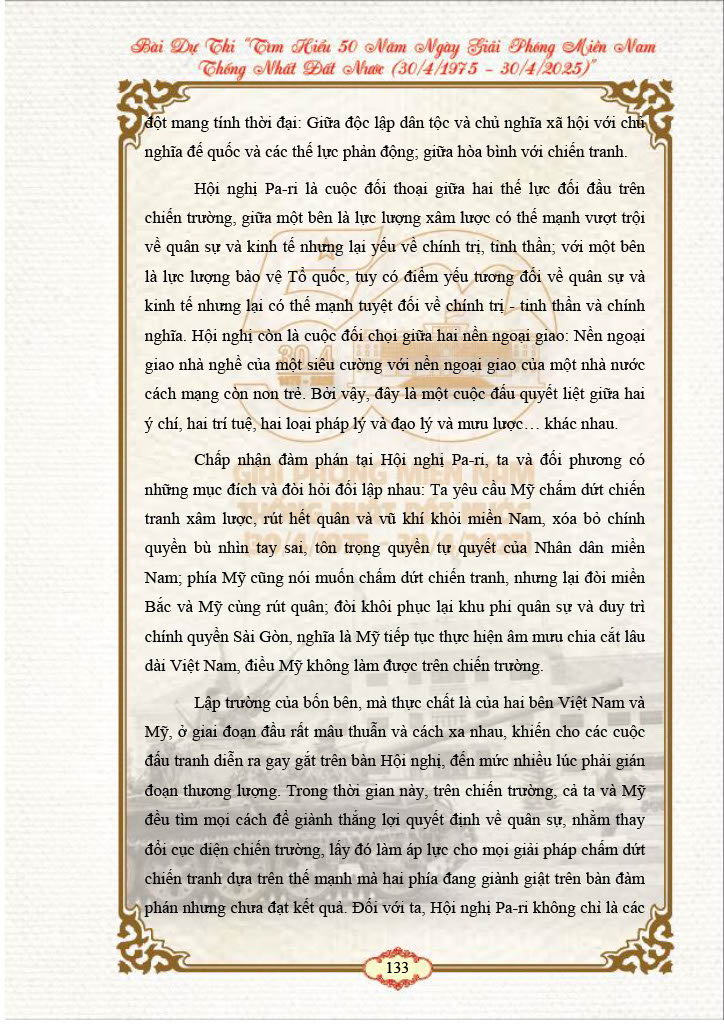 Bài Dự Thi "Tìm Hiểu 50 Năm Ngày Giải Phóng Miền Nam
Thống Nhất Đất Nước (30/4/1975 - 30/4/2025)"
đột mang tính thời đại: Giữa độc lập dân tộc và chủ nghĩa xã hội với chủ
nghĩa đế quốc và các thế lực phản động; giữa hòa bình với chiến tranh.
Hội nghị Pa-ri là cuộc đối thoại giữa hai thế lực đối đầu trên
chiến trường, giữa một bên là lực lượng xâm lược có thế mạnh vượt trội
về quân sự và kinh tế nhưng lại yếu về chính trị, tinh thần; với một bên
là lực lượng bảo vệ Tổ quốc, tuy có điểm yếu tương đối về quân sự và
kinh tế nhưng lại có thế mạnh tuyệt đối về chính trị - tinh thần và chính
nghĩa. Hội nghị còn là cuộc đối chọi giữa hai nền ngoại giao: Nền ngoại
giao nhà nghề của một siêu cường với nền ngoại giao của một nhà nước
cách mạng còn non trẻ. Bởi vậy, đây là một cuộc đấu quyết liệt giữa hai
ý chí, hai trí tuệ, hai loại pháp lý và đạo lý và mưu lược… khác nhau.
Chấp nhận đàm phán tại Hội nghị Pa-ri, ta và đối phương có
GIẢI PHÓNG MIỀN NAM
những mục đích và đòi hỏi đối lập nhau: Ta yêu cầu Mỹ chấm dứt chiến
THỐNG NHẤT ĐẤT NƯỚC
tranh xâm lược, rút hết quân và vũ khí khỏi miền Nam, xóa bỏ chính
(30/4/1975 - 30/4/2025)
quyền bù nhìn tay sai, tôn trọng quyền tự quyết của Nhân dân miền
Nam; phía Mỹ cũng nói muốn chấm dứt chiến tranh, nhưng lại đòi miền
Bắc và Mỹ cùng rút quân; đòi khôi phục lại khu phi quân sự và duy trì
chính quyền Sài Gòn, nghĩa là Mỹ tiếp tục thực hiện âm mưu chia cắt lâu
dài Việt Nam, điều Mỹ không làm được trên chiến trường.
Lập trường của bốn bên, mà thực chất là của hai bên Việt Nam và
Mỹ, ở giai đoạn đầu rất mâu thuẫn và cách xa nhau, khiến cho các cuộc
đấu tranh diễn ra gay gắt trên bàn Hội nghị, đến mức nhiều lúc phải gián
đoạn thương lượng. Trong thời gian này, trên chiến trường, cả ta và Mỹ
đều tìm mọi cách để giành thắng lợi quyết định về quân sự, nhằm thay
đổi cục diện chiến trường, lấy đó làm áp lực cho mọi giải pháp chấm dứt
chiến tranh dựa trên thế mạnh mà hai phía đang giành giật trên bàn đàm
phán nhưng chưa đạt kết quả. Đối với ta, Hội nghị Pa-ri không chỉ là các
133